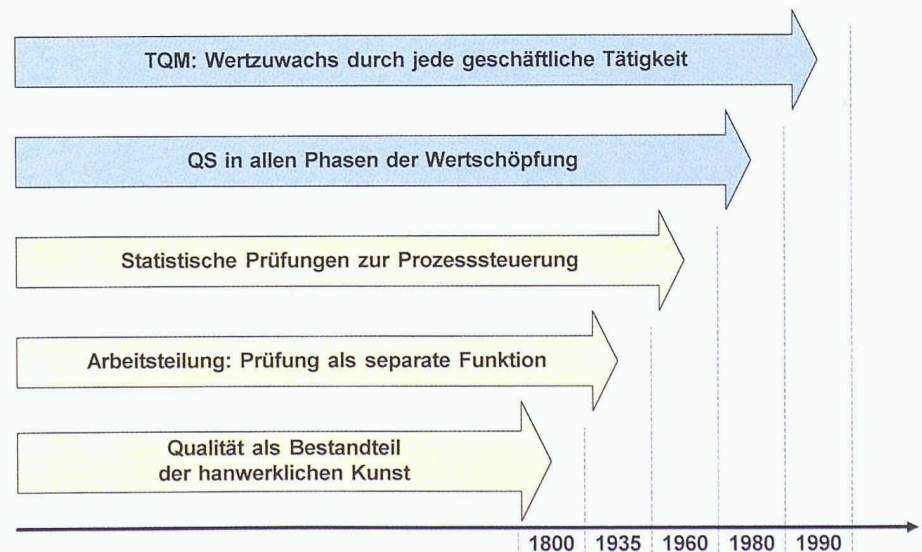 TQM: Wertzuwachs durch jede geschäftliche Tätigkeit
QS in allen Phasen der Wertschöpfung
Statistische Prüfungen zur Prozesssteuerung
Arbeitsteilung: Prüfung als separate Funktion
Qualität als Bestandteil
der hanwerklichen Kunst
1800 1935 1960 1980 1990